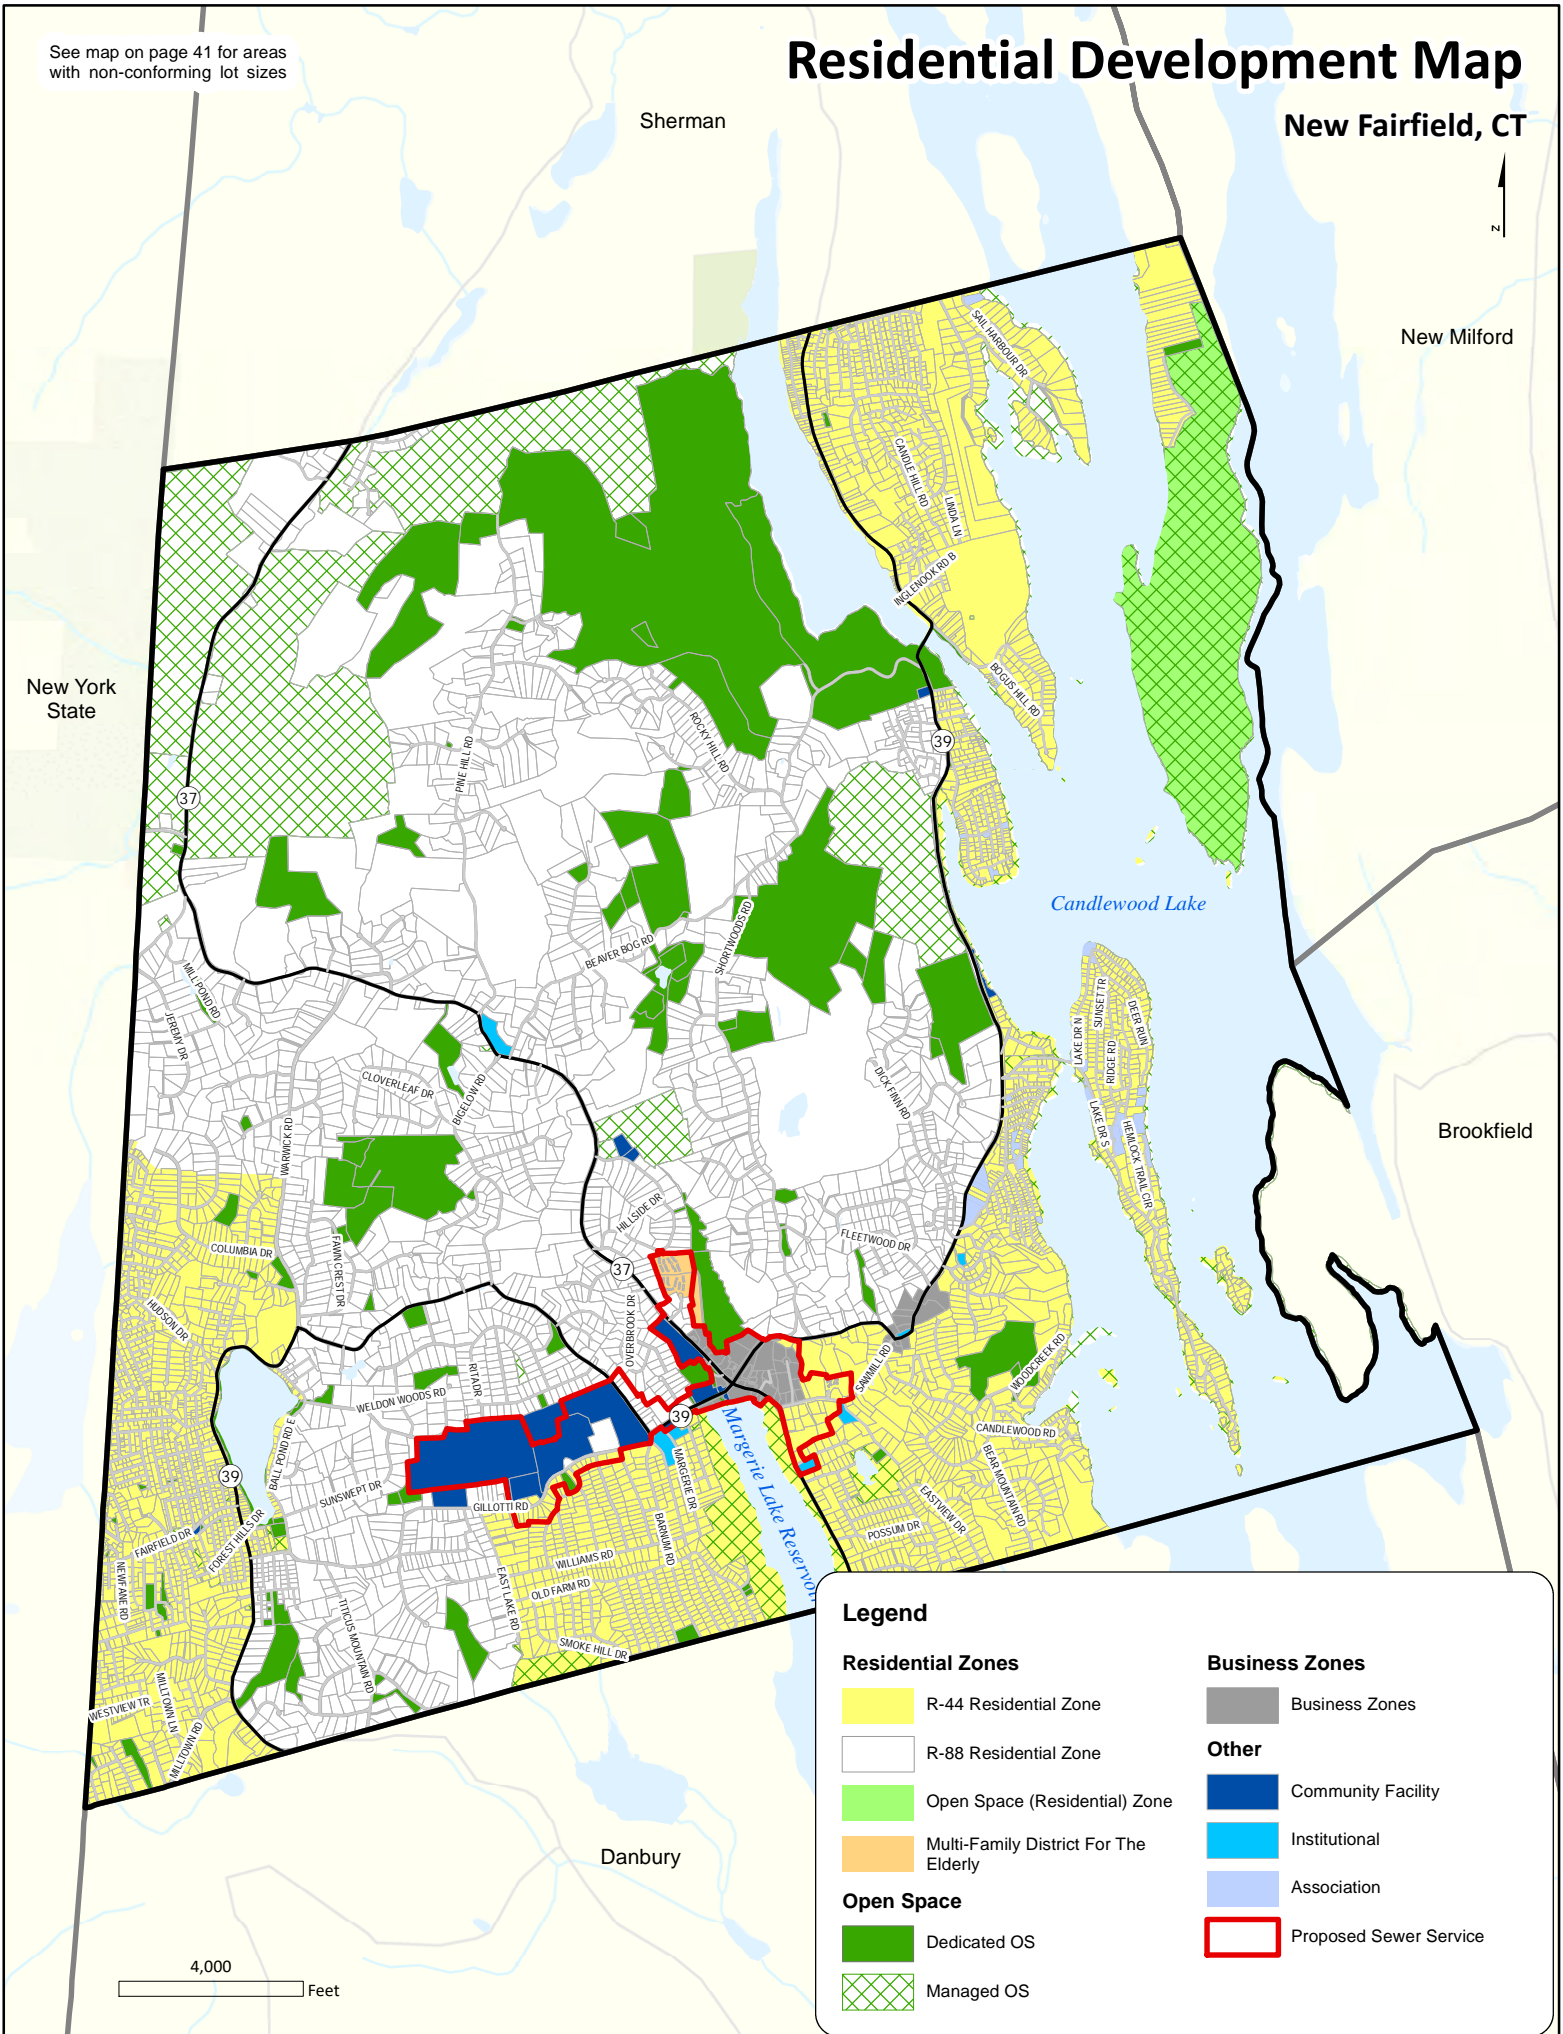 See map on page 41 for areas
with non-conforming lot sizes
Residential Development Map
New Fairfield, CT
N
Sherman
New Milford
New York
State
Brookfield
Danbury
Candlewood Lake
Margerie Lake Reservoir
SAIL HARBOUR DR
CANDLE HILL RD
LINDA LN
INGLENOOK RD B
BOGUS HILL RD
ROCKY HILL RD
39
PINE HILL RD
37
SHORTWOODS RD
BEAVER BOG RD
MILL POND RD
JEREMY DR
LAKE DR N
SUNSET TR
DEER RUN
RIDGE RD
CLOVERLEAF DR
BIGELOW RD
DICK FINN RD
LAKE DR S
HEMLOCK TRAIL CIR
WARWICK RD
HILLSIDE DR
FLEETWOOD DR
COLUMBIA DR
FAWN CREST DR
37
HUDSON DR
OVERBROOK DR
RITA DR
WELDON WOODS RD
SAWMILL RD
WOODCREEK RD
39
CANDLEWOOD RD
BALL POND RD E
39
SUNSWEPT DR
GILLOTTI RD
MARGERIE DR
BEAR MOUNTAIN RD
EASTVIEW DR
POSSUM DR
FAIRFIELD DR
FOREST HILLS DR
BARNUM RD
WILLIAMS RD
OLD FARM RD
NEWFANE RD
EAST LAKE RD
TITICUS MOUNTAIN RD
SMOKE HILL DR
WESTVIEW TR
MILLTOWN LN
MILLTOWN RD
4,000
Feet
Legend
Residential Zones
R-44 Residential Zone
R-88 Residential Zone
Open Space (Residential) Zone
Multi-Family District For The
Elderly
Open Space
Dedicated OS
Managed OS
Business Zones
Business Zones
Other
Community Facility
Institutional
Association
Proposed Sewer Service